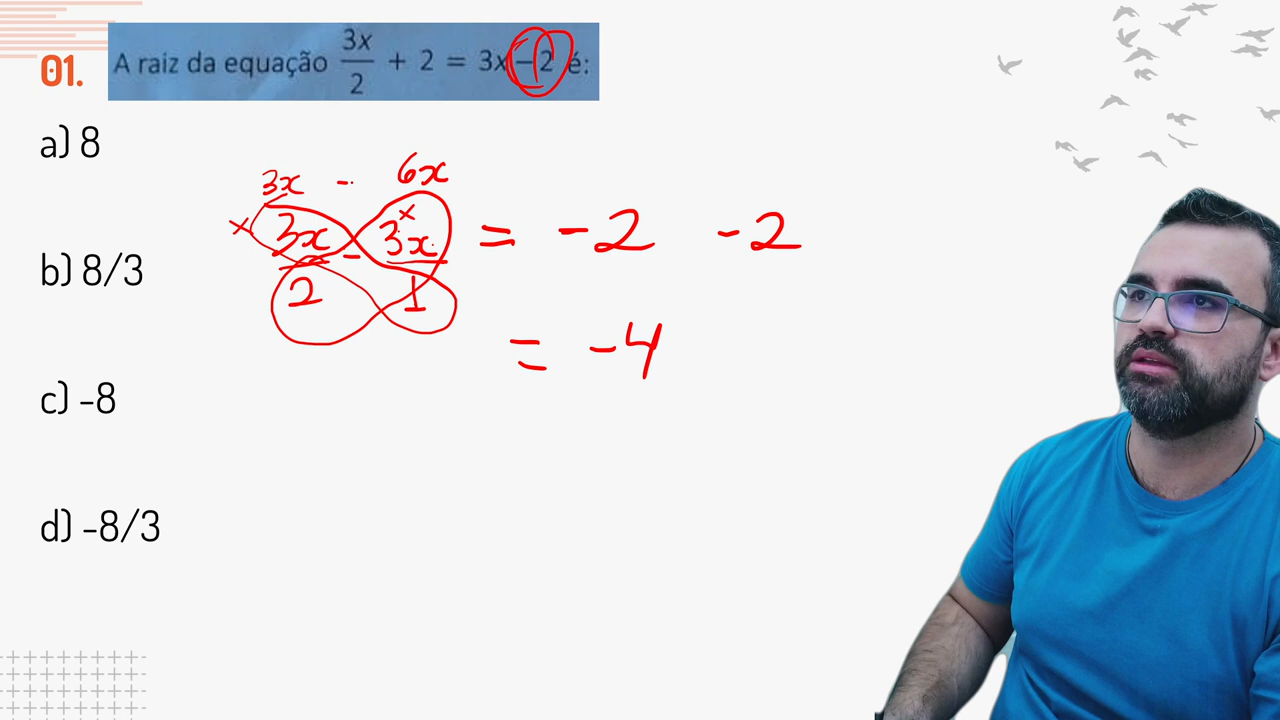 01. A raiz da equação 3x/2 + 2 = 3x - 2 é:
a) 8
3x - 6x
x 3x/2 - 3x/1 x = -2 -2
b) 8/3
= -4
c) -8
d) -8/3